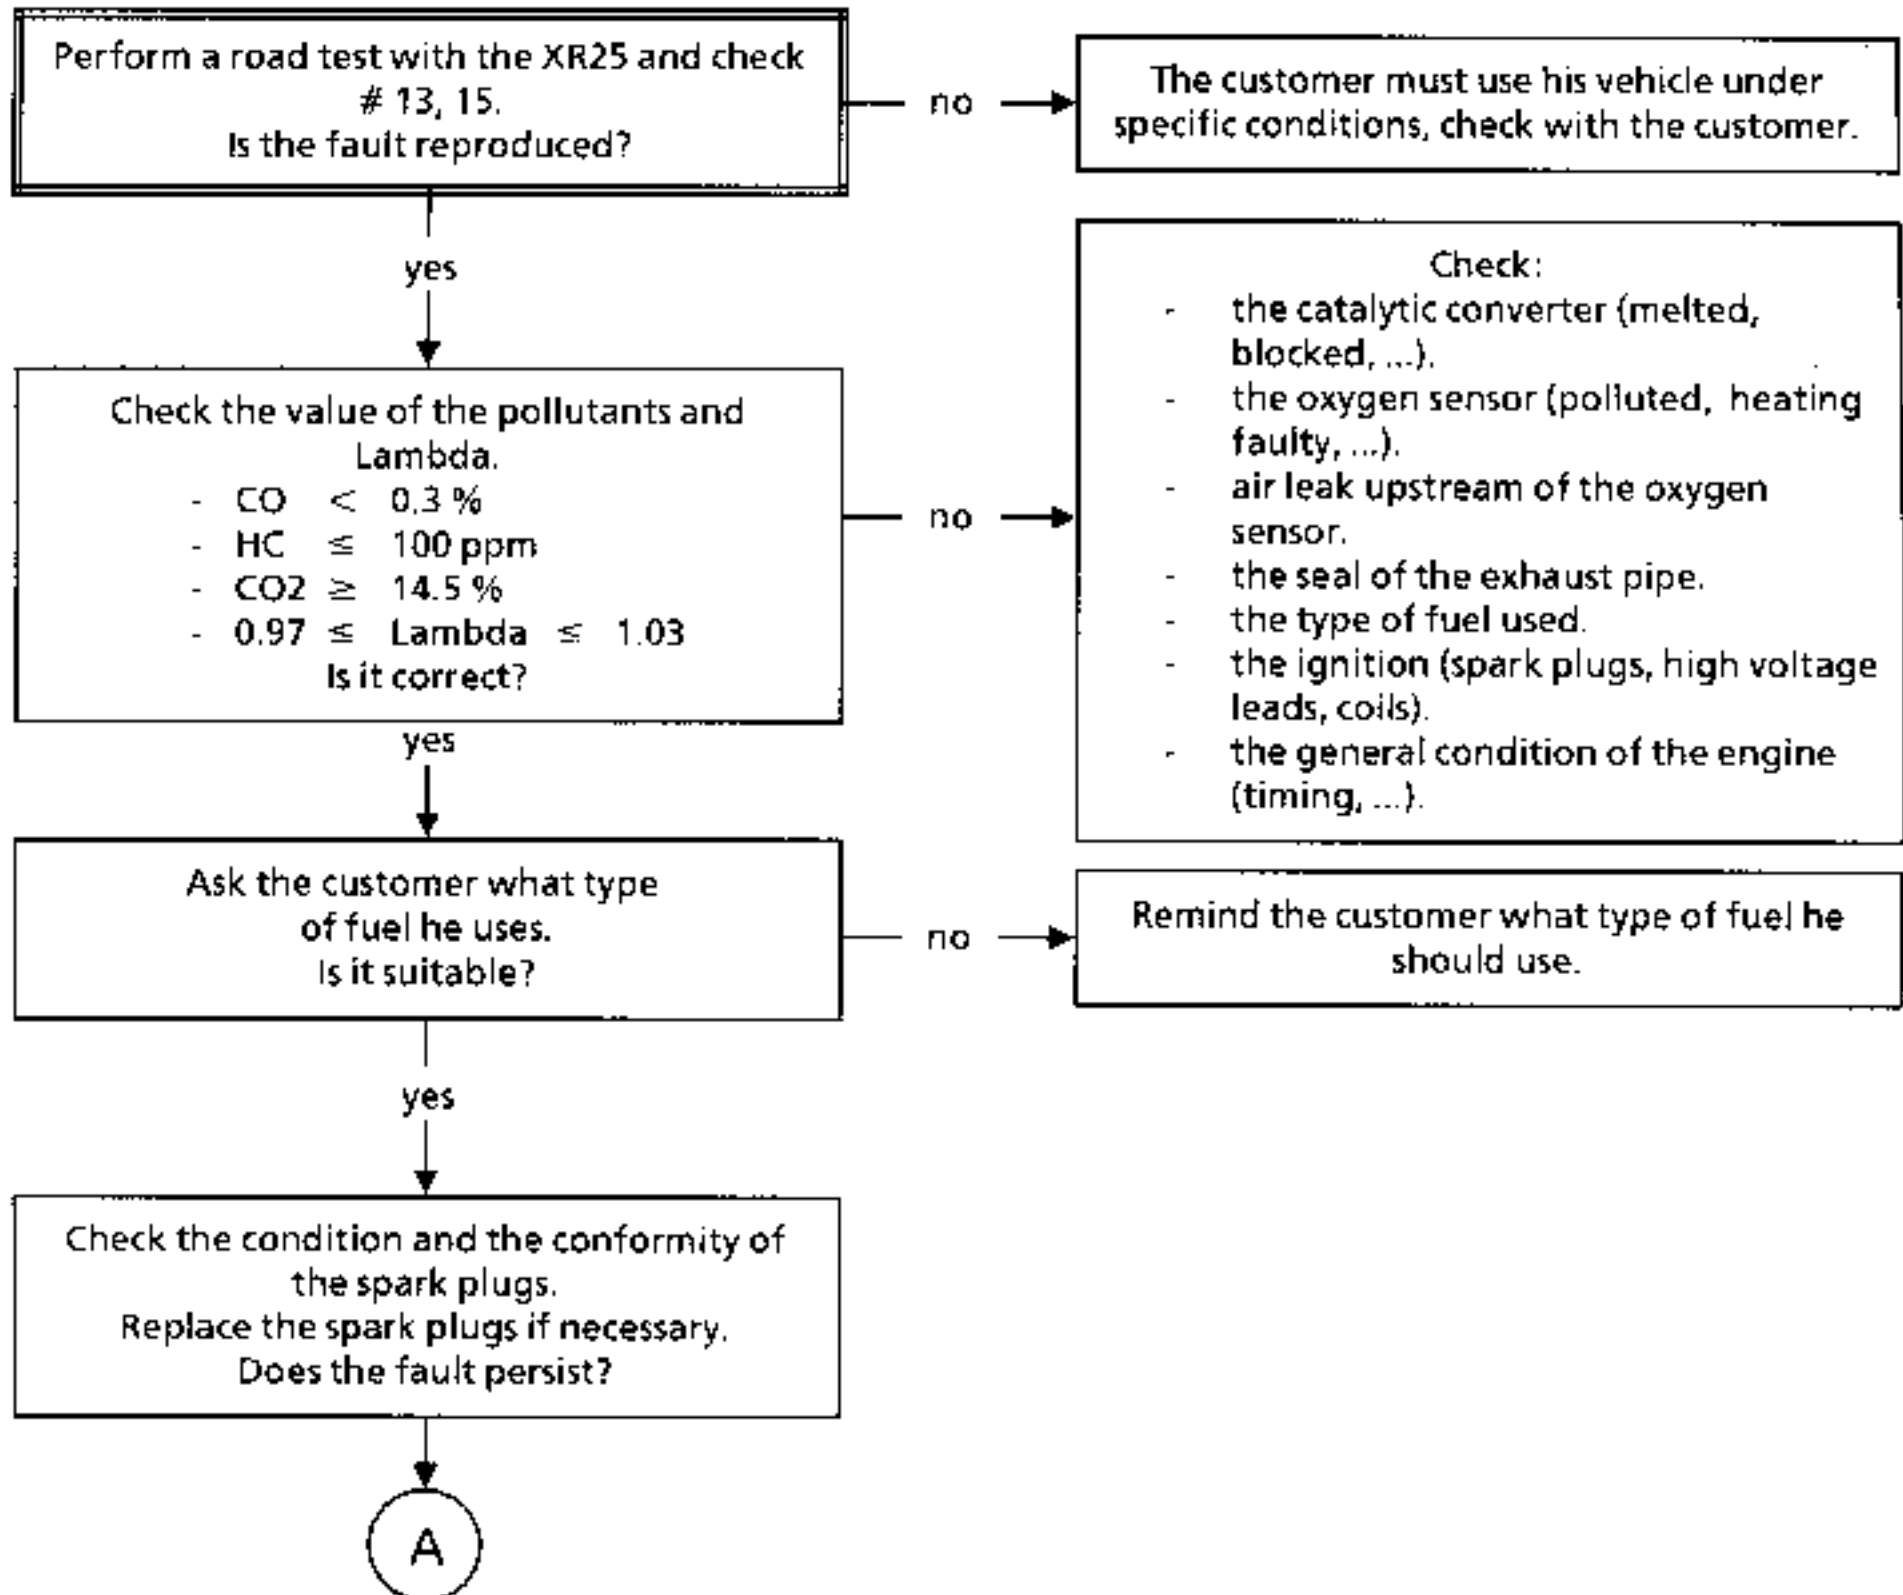 Perform a road test with the XR25 and check
# 13, 15.
Is the fault reproduced?
no
The customer must use his vehicle under
specific conditions, check with the customer.
yes
Check the value of the pollutants and
Lambda.
- CO < 0.3 %
- HC ≤ 100 ppm
- CO2 ≥ 14.5 %
- 0.97 ≤ Lambda ≤ 1.03
Is it correct?
no
Check:
- the catalytic converter (melted,
blocked, ...).
- the oxygen sensor (polluted, heating
faulty, ...).
- air leak upstream of the oxygen
sensor.
- the seal of the exhaust pipe.
- the type of fuel used.
- the ignition (spark plugs, high voltage
leads, coils).
- the general condition of the engine
(timing, ...).
yes
Ask the customer what type
of fuel he uses.
Is it suitable?
no
Remind the customer what type of fuel he
should use.
yes
Check the condition and the conformity of
the spark plugs.
Replace the spark plugs if necessary.
Does the fault persist?
A